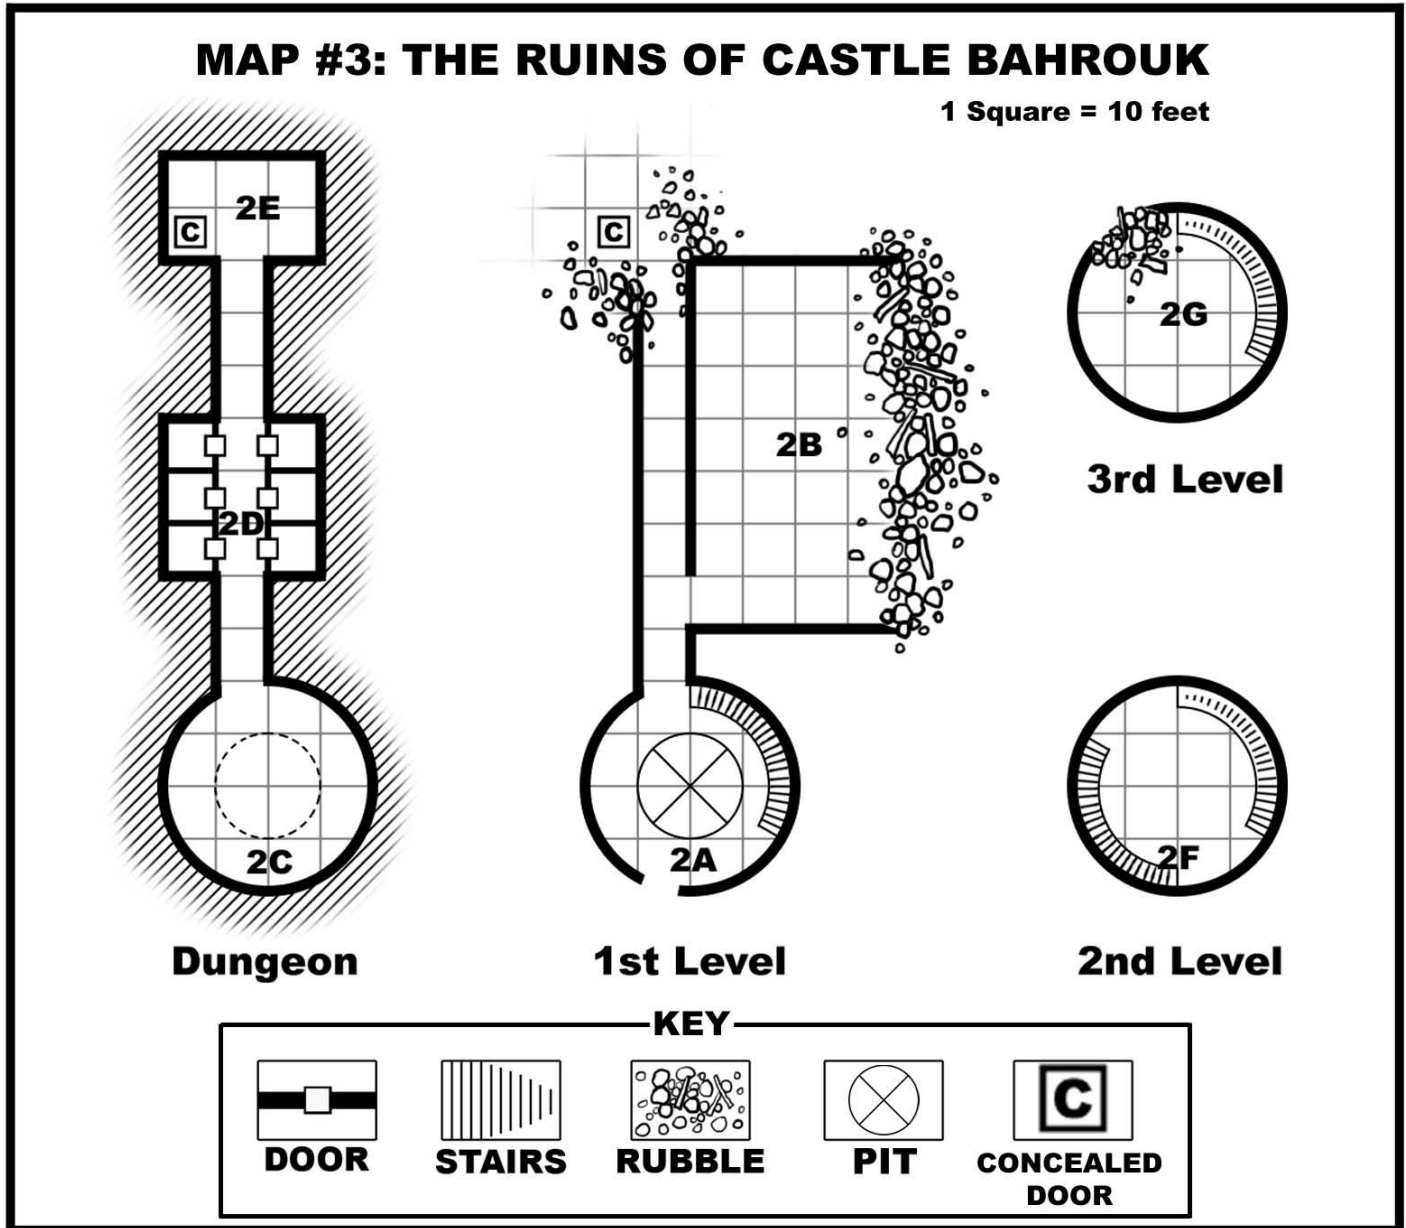 MAP #3: THE RUINS OF CASTLE BAHROUK
1 Square = 10 feet
2E
C
2D
2C
Dungeon
C
2B
2A
1st Level
2G
3rd Level
2F
2nd Level
KEY
DOOR
STAIRS
RUBBLE
PIT
C
CONCEALED
DOOR